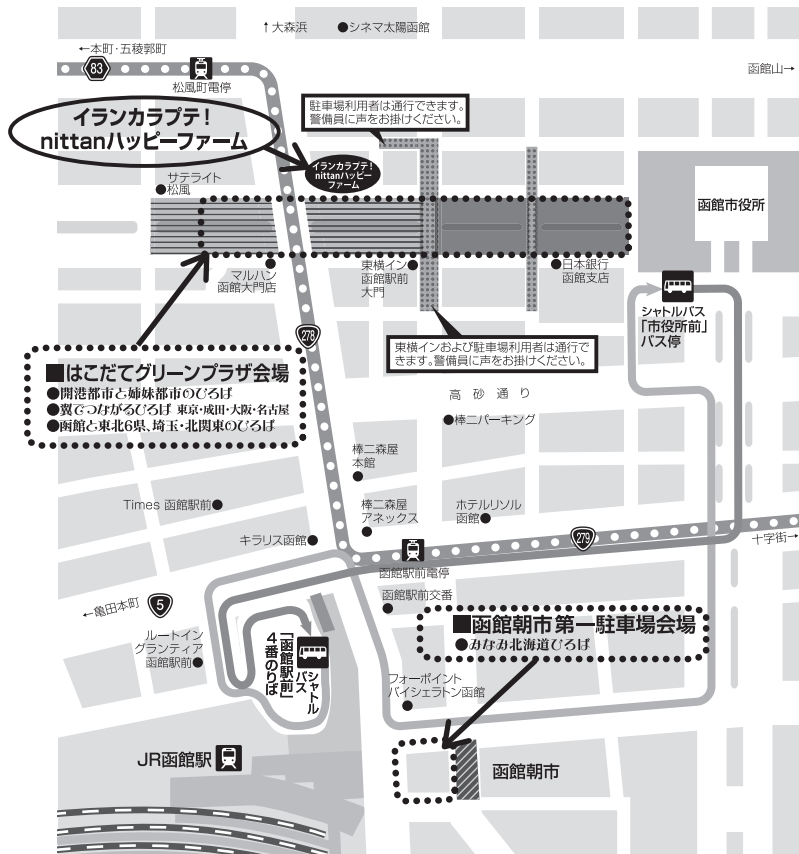 ↑大森浜
●シネマ太陽函館
←本町・五稜郭町
83
松風町電停
函館山→
イランカラプテ！
nittanハッピーファーム
駐車場利用者は通行できます。
警備員に声をお掛けください。
イランカラプテ！
nittanハッピー
ファーム
サテライト
●松風
函館市役所
マルハン
函館大門店
東横イン●
函館駅前
大門
●日本銀行
函館支店
シャトルバス
「市役所前」
バス停
278
東横インおよび駐車場利用者は通行で
きます。警備員に声をお掛けください。
■はこだてグリーンプラザ会場
●開港都市と姉妹都市のひろば
●翼でつながるひろば 東京・成田・大阪・名古屋
●函館と東北6県、埼玉・北関東のひろば
高砂通り
●棒二パーキング
棒二森屋
本館
Times 函館駅前●
棒二森屋
アネックス
ホテルリソル
函館●
キラリス函館●
279
十字街→
函館駅前電停
函館駅前交番
←亀田本町
5
■函館朝市 第一駐車場会場
●みなみ北海道ひろば
ルートイン
グランティア
函館駅前●
シャトル
バス
「函館駅前」
4番のりば
フォーポイント
バイシェラトン函館
JR函館駅
函館朝市